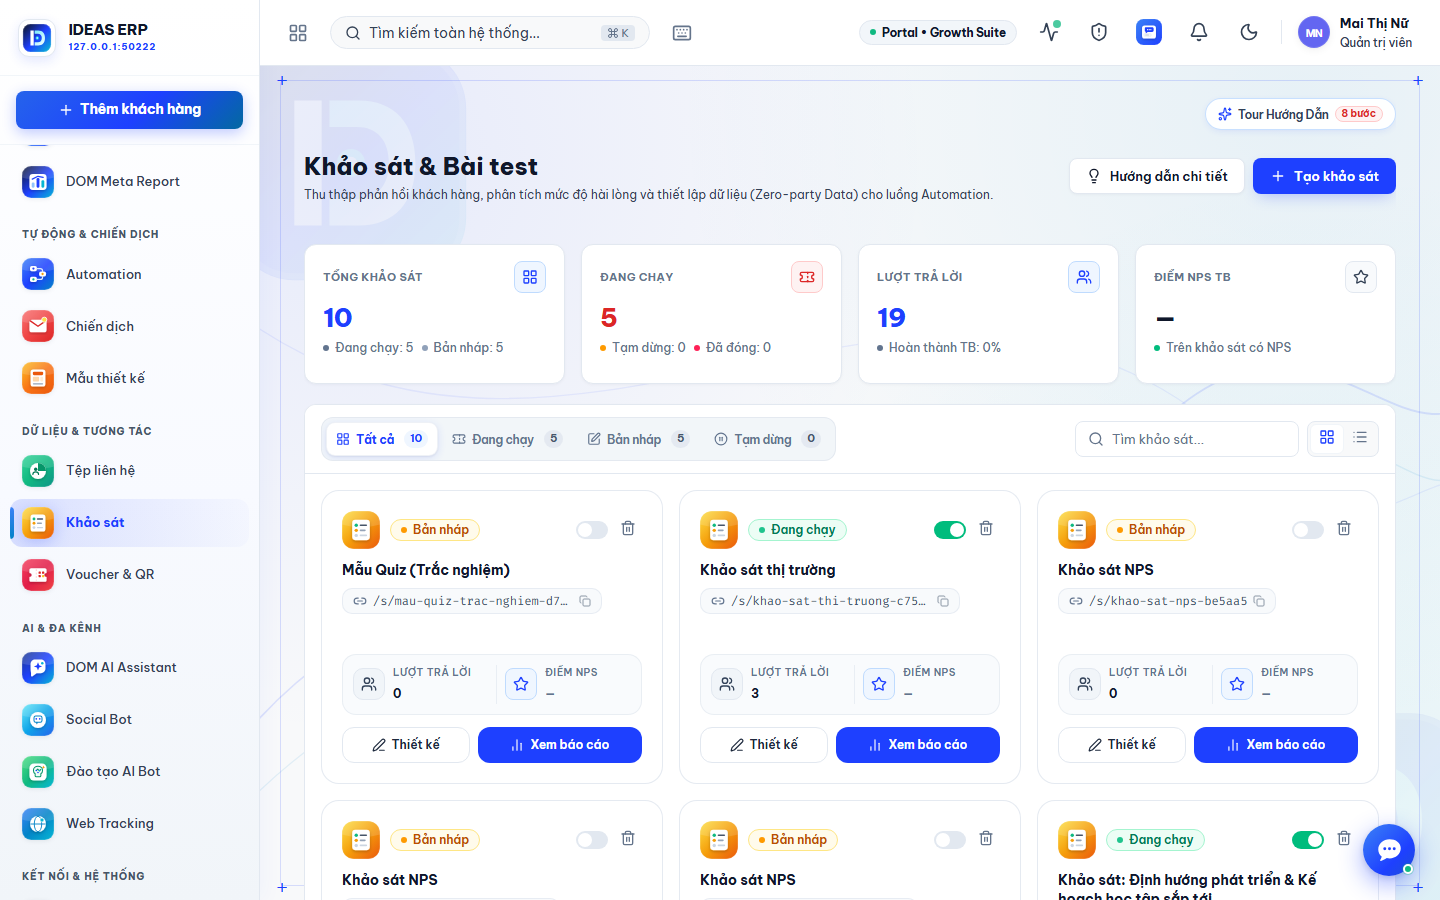 IDEAS ERP
127.0.0.1:50222
Thêm khách hàng
DOM Meta Report
TỰ ĐỘNG & CHIẾN DỊCH
Automation
Chiến dịch
Mẫu thiết kế
DỮ LIỆU & TƯƠNG TÁC
Tệp liên hệ
Khảo sát
Voucher & QR
AI & ĐA KÊNH
DOM AI Assistant
Social Bot
Đào tạo AI Bot
Web Tracking
KẾT NỐI & HỆ THỐNG
Tìm kiếm toàn hệ thống... ⌘ K
Portal • Growth Suite
MN
Mai Thị Nữ
Quản trị viên
Tour Hướng Dẫn 8 bước
Khảo sát & Bài test
Thu thập phản hồi khách hàng, phân tích mức độ hài lòng và thiết lập dữ liệu (Zero-party Data) cho luồng Automation.
Hướng dẫn chi tiết
Tạo khảo sát
TỔNG KHẢO SÁT
10
Đang chạy: 5 Bản nháp: 5
ĐANG CHẠY
5
Tạm dừng: 0 Đã đóng: 0
LƯỢT TRẢ LỜI
19
Hoàn thành TB: 0%
ĐIỂM NPS TB
—
Trên khảo sát có NPS
Tất cả 10
Đang chạy 5
Bản nháp 5
Tạm dừng 0
Tìm khảo sát...
Bản nháp
Mẫu Quiz (Trắc nghiệm)
/s/mau-quiz-trac-nghiem-d7…
LƯỢT TRẢ LỜI
0
ĐIỂM NPS
—
Thiết kế
Xem báo cáo
Đang chạy
Khảo sát thị trường
/s/khao-sat-thi-truong-c75…
LƯỢT TRẢ LỜI
3
ĐIỂM NPS
—
Thiết kế
Xem báo cáo
Bản nháp
Khảo sát NPS
/s/khao-sat-nps-be5aa5
LƯỢT TRẢ LỜI
0
ĐIỂM NPS
—
Thiết kế
Xem báo cáo
Bản nháp
Khảo sát NPS
Bản nháp
Khảo sát NPS
Đang chạy
Khảo sát: Định hướng phát triển & Kế
hoạch học tập sắp tới